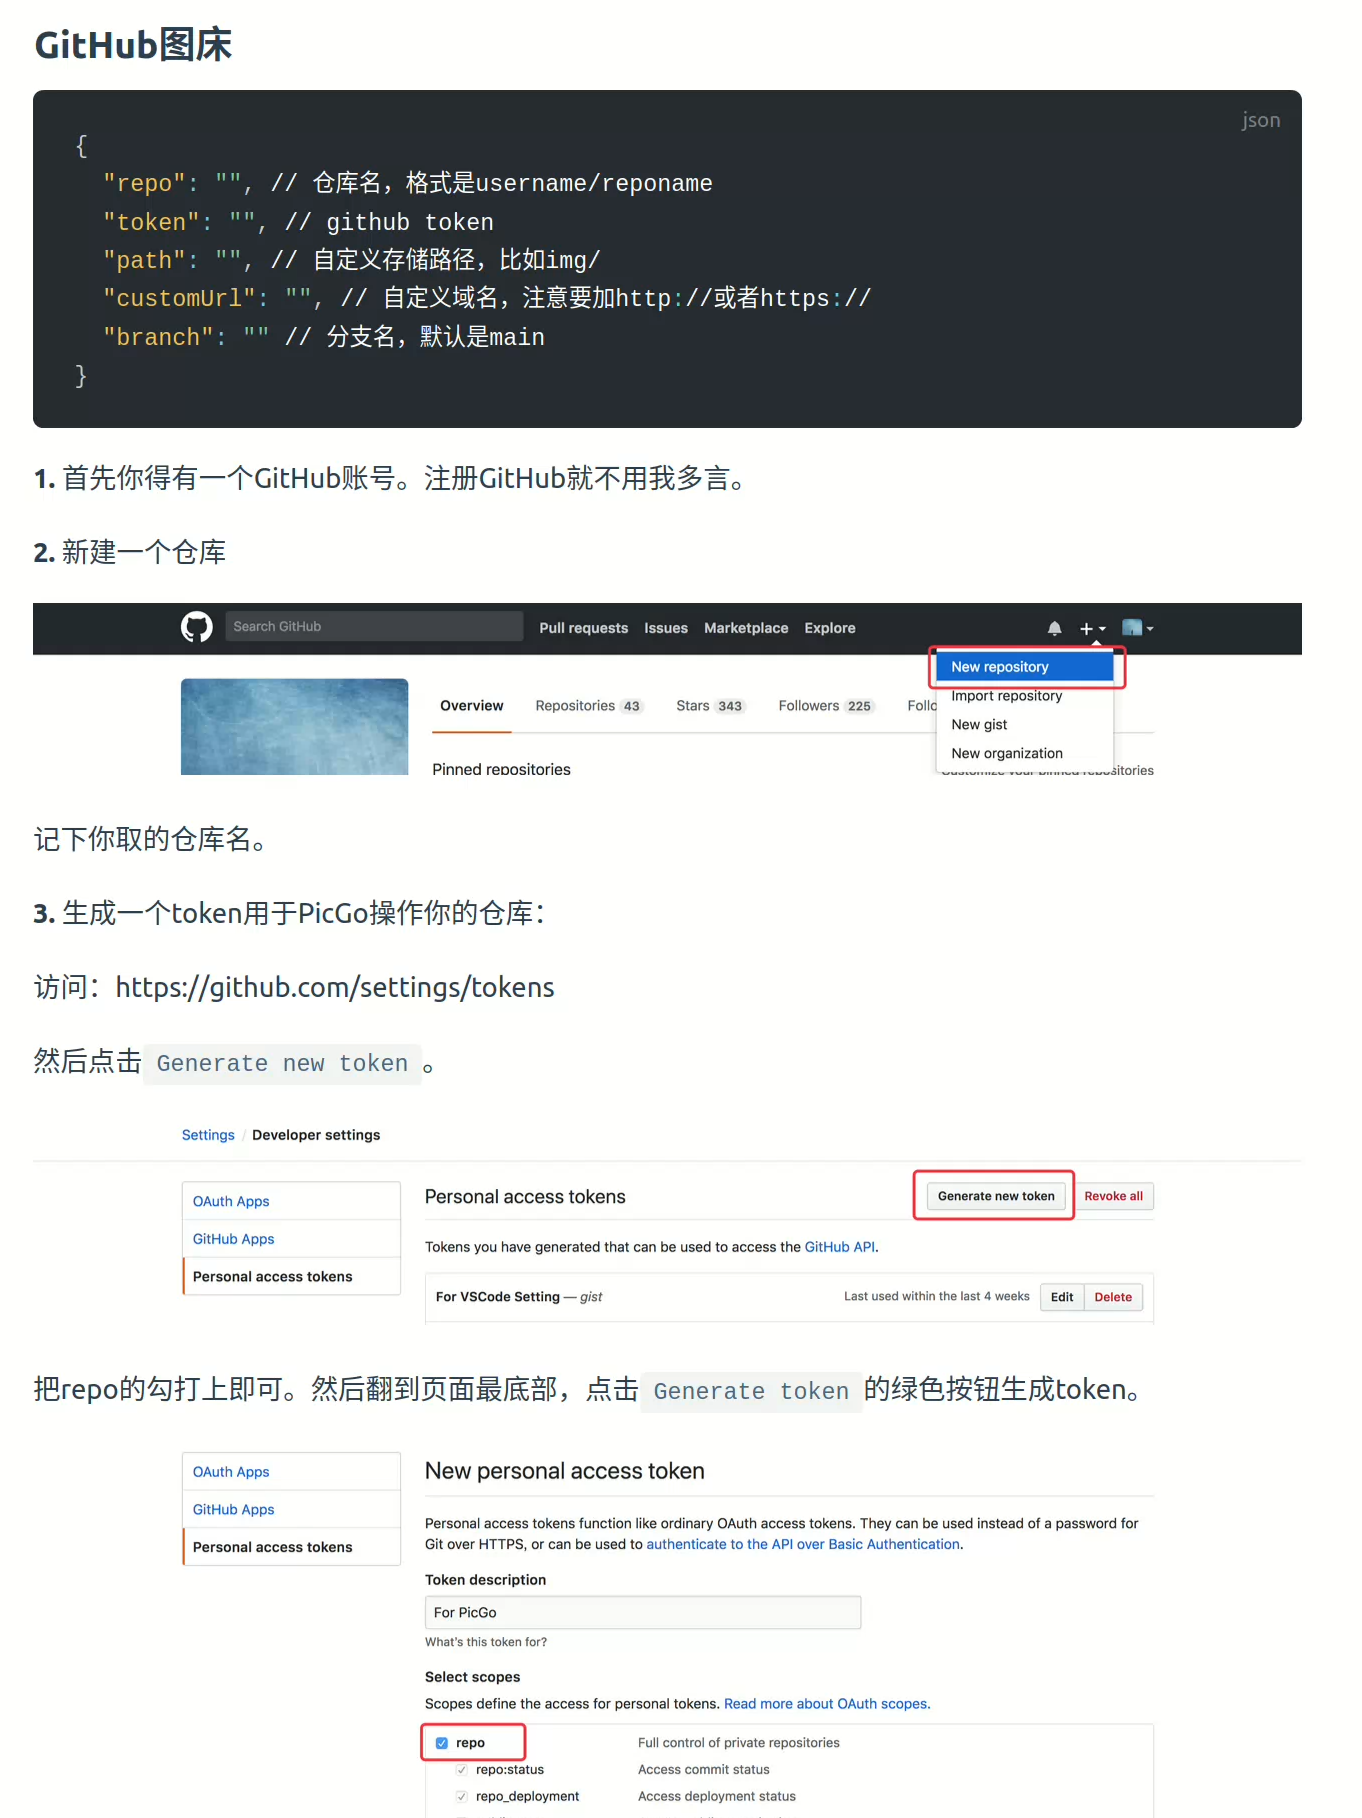 GitHub图床
json
{
"repo": "", // 仓库名，格式是username/reponame
"token": "", // github token
"path": "", // 自定义存储路径，比如img/
"customUrl": "", // 自定义域名，注意要加http://或者https://
"branch": "" // 分支名，默认是main
}
1. 首先你得有一个GitHub账号。注册GitHub就不用我多言。
2. 新建一个仓库
Search GitHub Pull requests Issues Marketplace Explore
New repository
Import repository
New gist
New organization
Overview Repositories 43 Stars 343 Followers 225 Follo
Pinned repositories
Customize your pinned repositories
记下你取的仓库名。
3. 生成一个token用于PicGo操作你的仓库：
访问：https://github.com/settings/tokens
然后点击 Generate new token 。
Settings / Developer settings
OAuth Apps
GitHub Apps
Personal access tokens
Personal access tokens Generate new token Revoke all
Tokens you have generated that can be used to access the GitHub API.
For VSCode Setting — gist Last used within the last 4 weeks Edit Delete
把repo的勾打上即可。然后翻到页面最底部，点击 Generate token 的绿色按钮生成token。
OAuth Apps
GitHub Apps
Personal access tokens
New personal access token
Personal access tokens function like ordinary OAuth access tokens. They can be used instead of a password for
Git over HTTPS, or can be used to authenticate to the API over Basic Authentication.
Token description
For PicGo
What's this token for?
Select scopes
Scopes define the access for personal tokens. Read more about OAuth scopes.
repo Full control of private repositories
repo:status Access commit status
repo_deployment Access deployment status